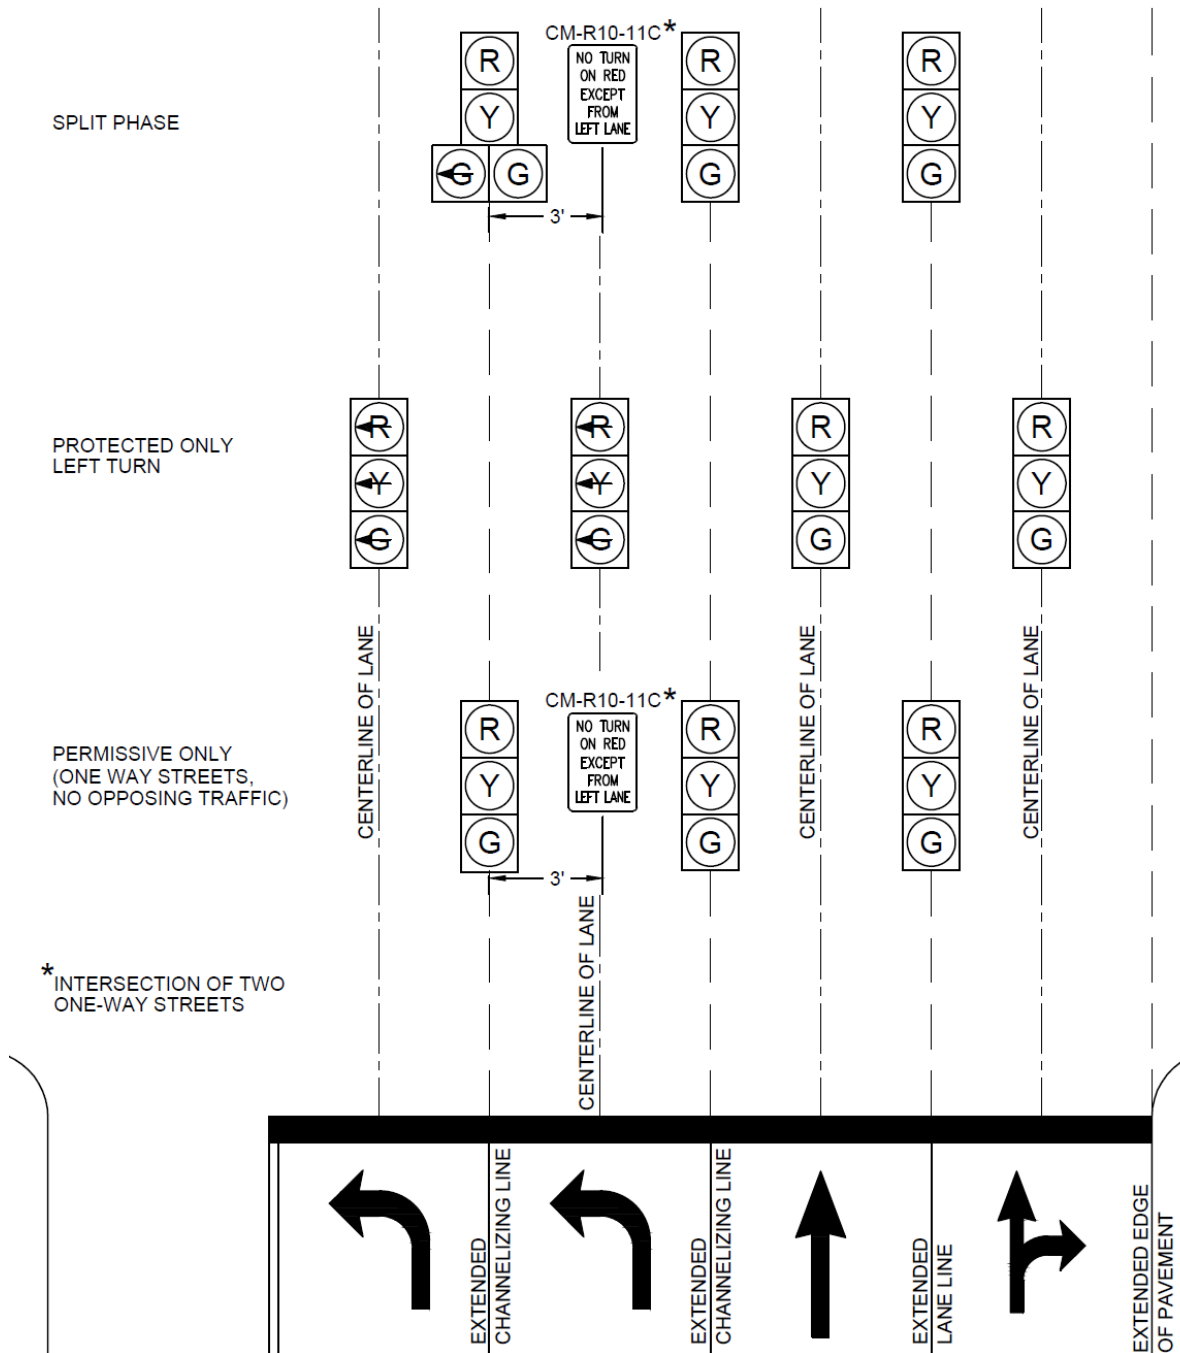 CM-R10-11C*
NO TURN
ON RED
EXCEPT
FROM
LEFT LANE
SPLIT PHASE
R
Y
G
G
R
Y
G
R
Y
G
3'
PROTECTED ONLY
LEFT TURN
R
Y
G
R
Y
G
R
Y
G
R
Y
G
CENTERLINE OF LANE
CENTERLINE OF LANE
CENTERLINE OF LANE
CM-R10-11C*
NO TURN
ON RED
EXCEPT
FROM
LEFT LANE
PERMISSIVE ONLY
(ONE WAY STREETS,
NO OPPOSING TRAFFIC)
R
Y
G
R
Y
G
R
Y
G
3'
CENTERLINE OF LANE
*INTERSECTION OF TWO
ONE-WAY STREETS
EXTENDED
CHANNELIZING LINE
EXTENDED
CHANNELIZING LINE
EXTENDED
LANE LINE
EXTENDED EDGE
OF PAVEMENT